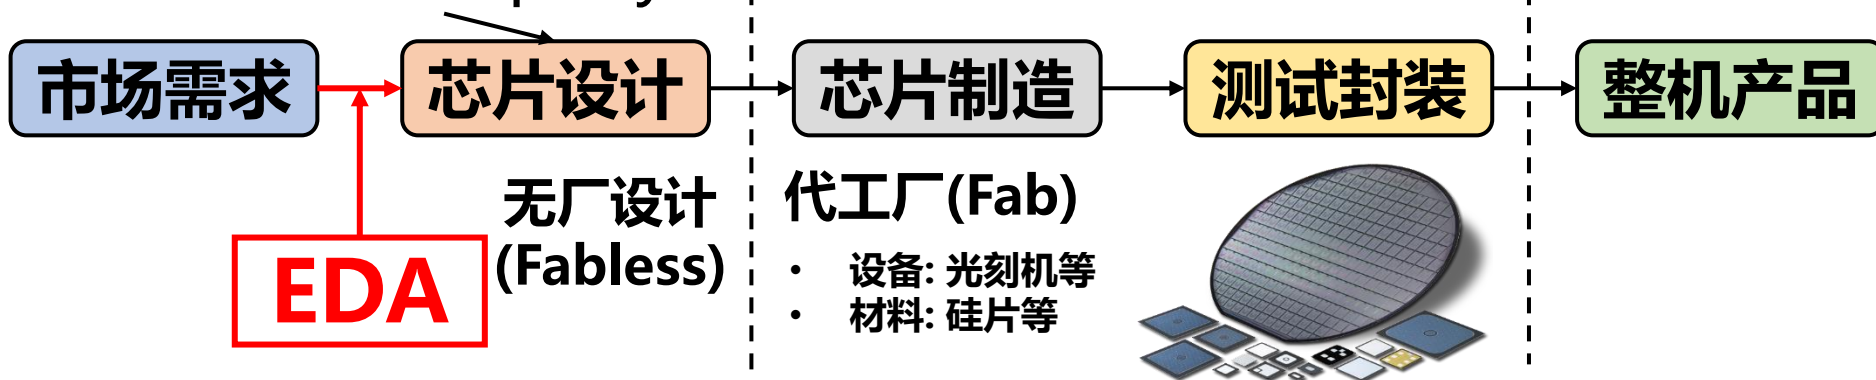 市场需求
芯片设计
芯片制造
测试封装
整机产品
无厂设计
(Fabless)
代工厂(Fab)
• 设备: 光刻机等
• 材料: 硅片等
EDA